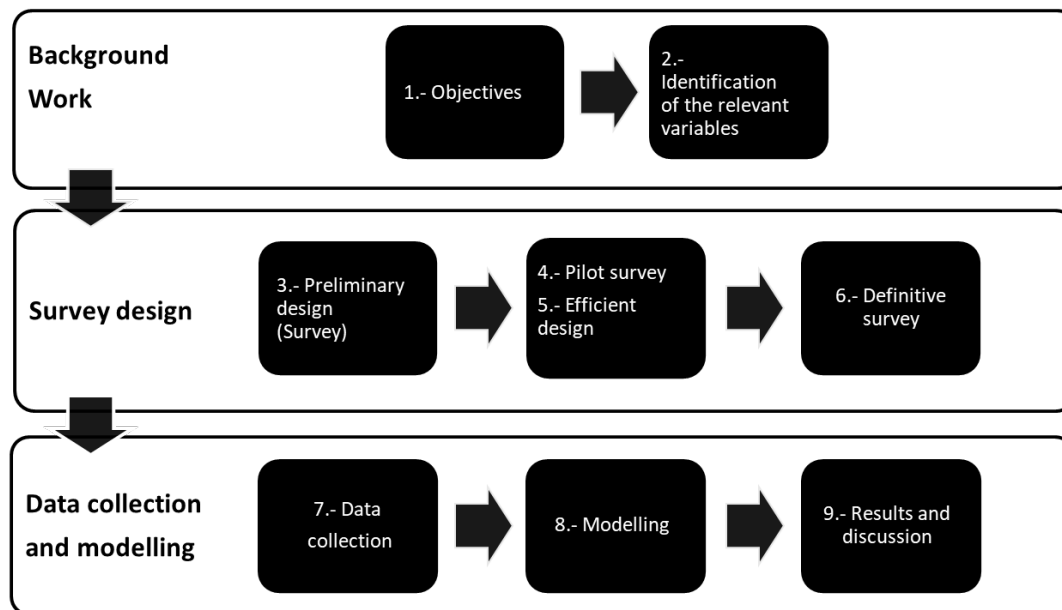 Background
Work
1.- Objectives
2.-
Identification
of the relevant
variables
Survey design
3.- Preliminary
design
(Survey)
4.- Pilot survey
5.- Efficient
design
6.- Definitive
survey
Data collection
and modelling
7.- Data
collection
8.- Modelling
9.- Results and
discussion